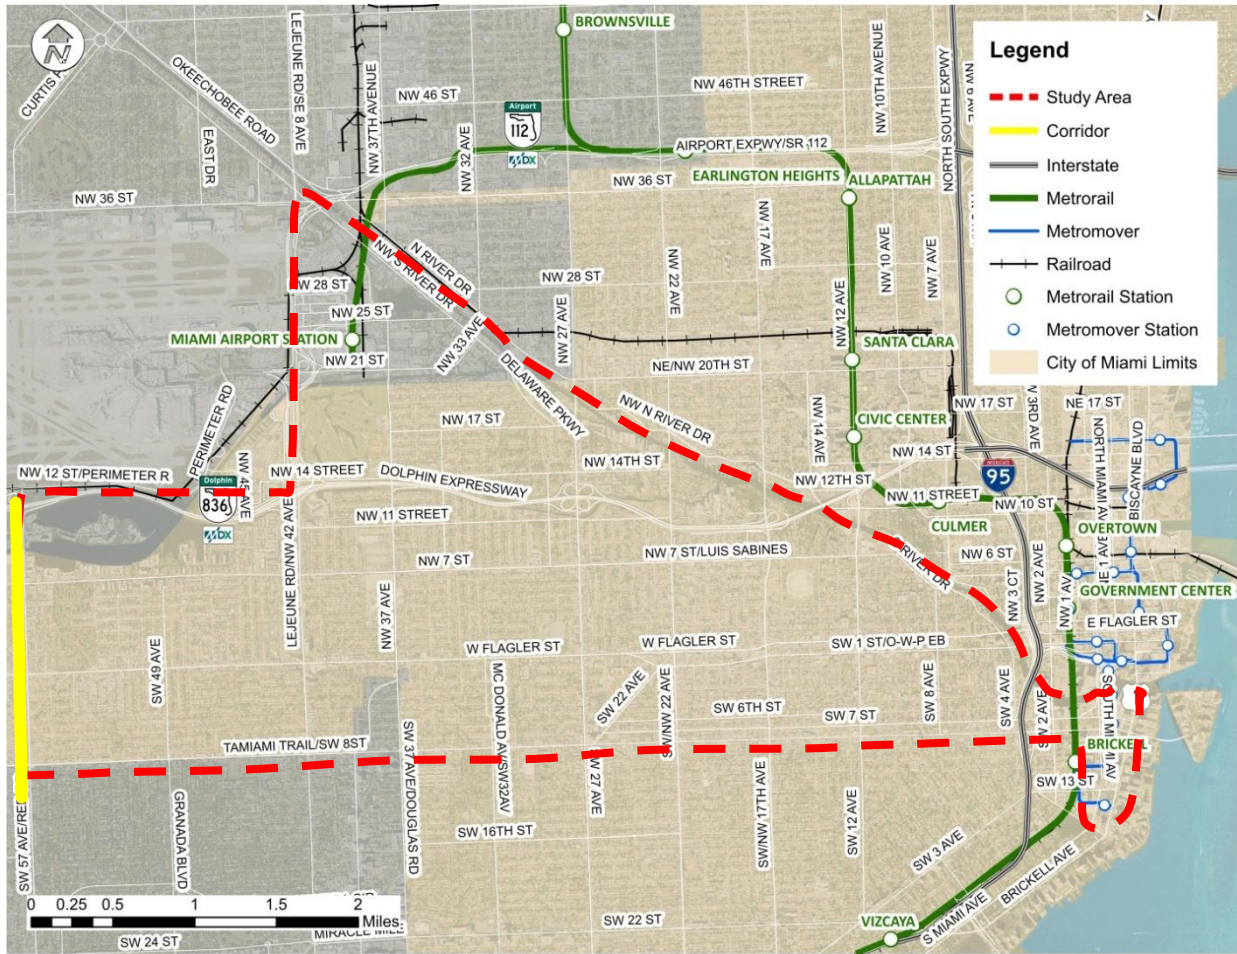 BROWNSVILLE
N
CURTIS P
OKEECHOBEE ROAD
LEJEUNE RD/SE 8 AVE
NW 37TH AVENUE
NW 46 ST
NW 46TH STREET
NW 10TH AVENUE
NORTH SOUTH EXPWY
NW 6 AVE
Legend
Study Area
Corridor
Interstate
Metrorail
Metromover
Railroad
Metrorail Station
Metromover Station
City of Miami Limits
EAST DR
Airport
112
MDX
NW 32 AVE
AIRPORT EXPWY/SR 112
EARLINGTON HEIGHTS
ALLAPATTAH
NW 36 ST
NW 36 ST
NW 17 AVE
NW 10 AVE
NW 7 AVE
N RIVER DR
NW S RIVER DR
NW 28 ST
NW 28 ST
NW 22 AVE
NW 25 ST
MIAMI AIRPORT STATION
NW 21 ST
NW 33 AVE
NW 27 AVE
NW 12 AVE
SANTA CLARA
NE/NW 20TH ST
DELAWARE PKWY
PERIMETER RD
NW 17 ST
NW N RIVER DR
NW 14 AVE
CIVIC CENTER
NW 17 ST
NW 3RD AVE
NE 17 ST
NORTH MIAMI AV
BISCAYNE BLVD
NW 12 ST/PERIMETER R
NW 45 AVE
Dolphin
836
MDX
NW 14 STREET
DOLPHIN EXPRESSWAY
NW 14TH ST
NW 12TH ST
NW 14 ST
INTERSTATE
95
NW 11 STREET
NW 11 STREET
CULMER
NW 10 ST
OVERTOWN
LEJEUNE RD/NW 42 AVE
NW 7 ST
NW 7 ST/LUIS SABINES
RIVER DR
NW 6 ST
NW 3 CT
NW 2 AVE
NW 1 AV
NE 1 AVE
GOVERNMENT CENTER
NW 37 AVE
E FLAGLER ST
SW 49 AVE
W FLAGLER ST
W FLAGLER ST
SW 1 ST/O-W-P EB
MC DONALD AV/SW32AV
SW 22 AVE
SW/NW 22 AVE
SW 8 AVE
SW 4 AVE
SW 2 AVE
SOUTH MIAMI AV
SW 6TH ST
SW 7 ST
TAMIAMI TRAIL/SW 8ST
BRICKELL
SW 57 AVE/RE
GRANADA BLVD
SW 37 AVE/DOUGLAS RD
SW 27 AVE
SW/NW 17TH AVE
SW 12 AVE
SW 13 ST
SW 16TH ST
SW 3 AVE
BRICKELL AVE
0 0.25 0.5 1 1.5 2
Miles
VIZCAYA
S MIAMI AVE
SW 22 ST
SW 24 ST
MIRACLE MILE